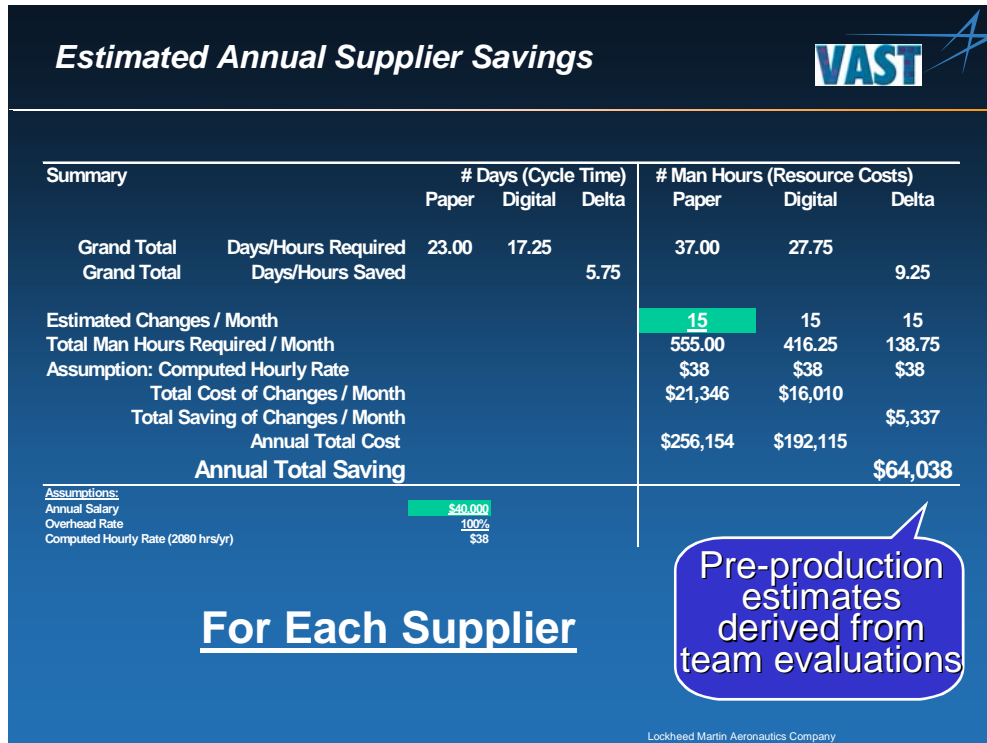 Estimated Annual Supplier Savings
VAST
Summary # Days (Cycle Time) # Man Hours (Resource Costs)
Paper Digital Delta Paper Digital Delta
Grand Total Days/Hours Required 23.00 17.25 37.00 27.75
Grand Total Days/Hours Saved 5.75 9.25
Estimated Changes / Month 15 15 15
Total Man Hours Required / Month 555.00 416.25 138.75
Assumption: Computed Hourly Rate $38 $38 $38
Total Cost of Changes / Month $21,346 $16,010
Total Saving of Changes / Month $5,337
Annual Total Cost $256,154 $192,115
Annual Total Saving $64,038
Assumptions:
Annual Salary $40,000
Overhead Rate 100%
Computed Hourly Rate (2080 hrs/yr) $38
Pre-production
estimates
derived from
team evaluations
For Each Supplier
Lockheed Martin Aeronautics Company